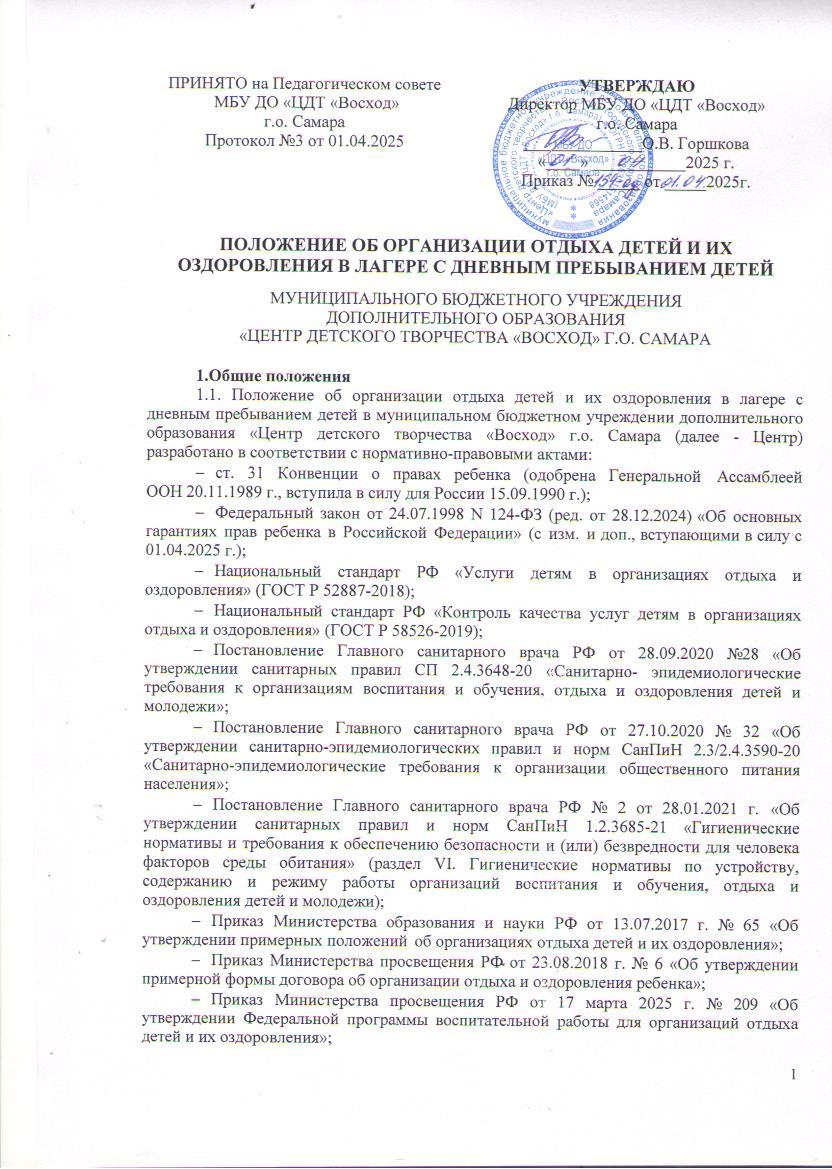 ПРИНЯТО на Педагогическом совете
МБУ ДО «ЦДТ «Восход»
г.о. Самара
Протокол №3 от 01.04.2025
УТВЕРЖДАЮ
Директор МБУ ДО «ЦДТ «Восход»
г.о. Самара
О.В. Горшкова
«01» 04 2025 г.
Приказ № от 01.04.2025г.
МБУ ДО
«ЦДТ «Восход»
г.о. Самара
ПОЛОЖЕНИЕ ОБ ОРГАНИЗАЦИИ ОТДЫХА ДЕТЕЙ И ИХ
ОЗДОРОВЛЕНИЯ В ЛАГЕРЕ С ДНЕВНЫМ ПРЕБЫВАНИЕМ ДЕТЕЙ
МУНИЦИПАЛЬНОГО БЮДЖЕТНОГО УЧРЕЖДЕНИЯ
ДОПОЛНИТЕЛЬНОГО ОБРАЗОВАНИЯ
«ЦЕНТР ДЕТСКОГО ТВОРЧЕСТВА «ВОСХОД» Г.О. САМАРА
1.Общие положения
1.1. Положение об организации отдыха детей и их оздоровления в лагере с
дневным пребыванием детей в муниципальном бюджетном учреждении дополнительного
образования «Центр детского творчества «Восход» г.о. Самара (далее - Центр)
разработано в соответствии с нормативно-правовыми актами:
– ст. 31 Конвенции о правах ребенка (одобрена Генеральной Ассамблеей
ООН 20.11.1989 г., вступила в силу для России 15.09.1990 г.);
– Федеральный закон от 24.07.1998 N 124-ФЗ (ред. от 28.12.2024) «Об основных
гарантиях прав ребенка в Российской Федерации» (с изм. и доп., вступающими в силу с
01.04.2025 г.);
– Национальный стандарт РФ «Услуги детям в организациях отдыха и
оздоровления» (ГОСТ Р 52887-2018);
– Национальный стандарт РФ «Контроль качества услуг детям в организациях
отдыха и оздоровления» (ГОСТ Р 58526-2019);
– Постановление Главного санитарного врача РФ от 28.09.2020 №28 «Об
утверждении санитарных правил СП 2.4.3648-20 «Санитарно- эпидемиологические
требования к организациям воспитания и обучения, отдыха и оздоровления детей и
молодежи»;
– Постановление Главного санитарного врача РФ от 27.10.2020 № 32 «Об
утверждении санитарно-эпидемиологических правил и норм СанПиН 2.3/2.4.3590-20
«Санитарно-эпидемиологические требования к организации общественного питания
населения»;
– Постановление Главного санитарного врача РФ № 2 от 28.01.2021 г. «Об
утверждении санитарных правил и норм СанПиН 1.2.3685-21 «Гигиенические
нормативы и требования к обеспечению безопасности и (или) безвредности для человека
факторов среды обитания» (раздел VI. Гигиенические нормативы по устройству,
содержанию и режиму работы организаций воспитания и обучения, отдыха и
оздоровления детей и молодежи);
– Приказ Министерства образования и науки РФ от 13.07.2017 г. № 65 «Об
утверждении примерных положений об организациях отдыха детей и их оздоровления»;
– Приказ Министерства просвещения РФ от 23.08.2018 г. № 6 «Об утверждении
примерной формы договора об организации отдыха и оздоровления ребенка»;
– Приказ Министерства просвещения РФ от 17 марта 2025 г. № 209 «Об
утверждении Федеральной программы воспитательной работы для организаций отдыха
детей и их оздоровления»;
1